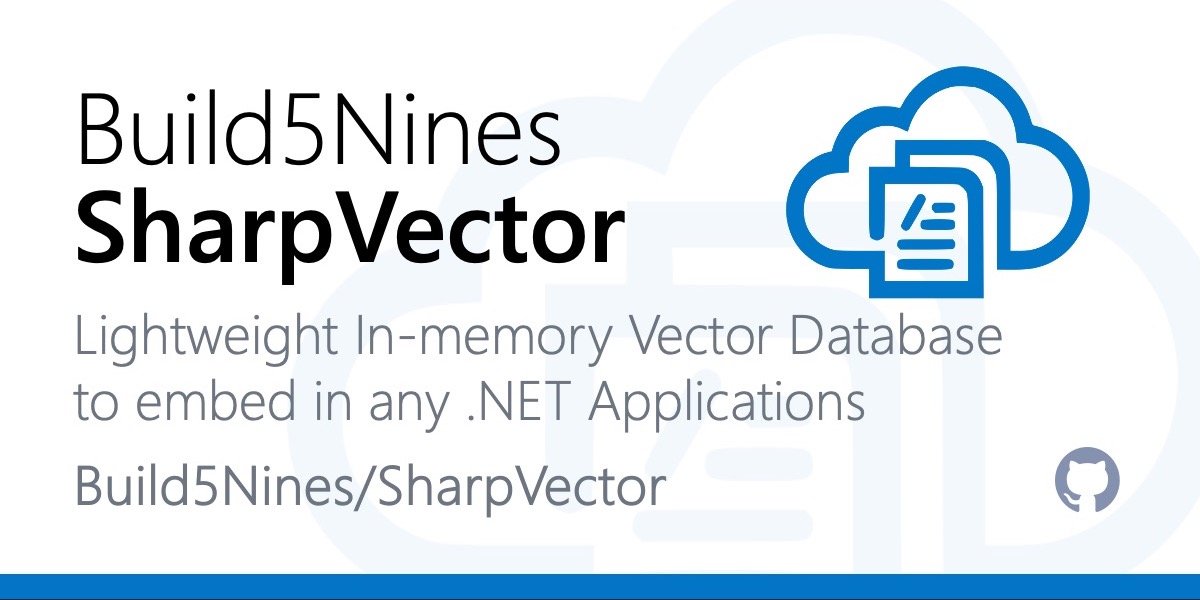 Build5Nines
SharpVector
Lightweight In-memory Vector Database
to embed in any .NET Applications
Build5Nines/SharpVector